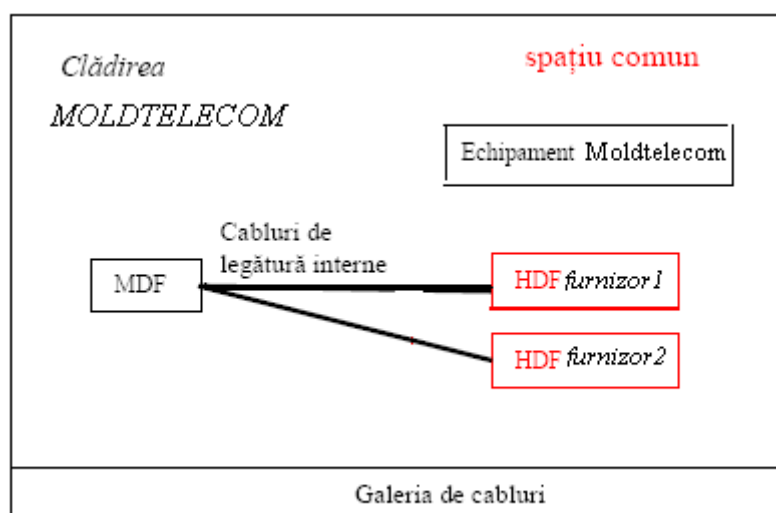 Clădirea
MOLDTELECOM
spațiu comun
Echipament Moldtelecom
Cabluri de
legătură interne
MDF
HDF furnizor1
HDF furnizor2
Galeria de cabluri